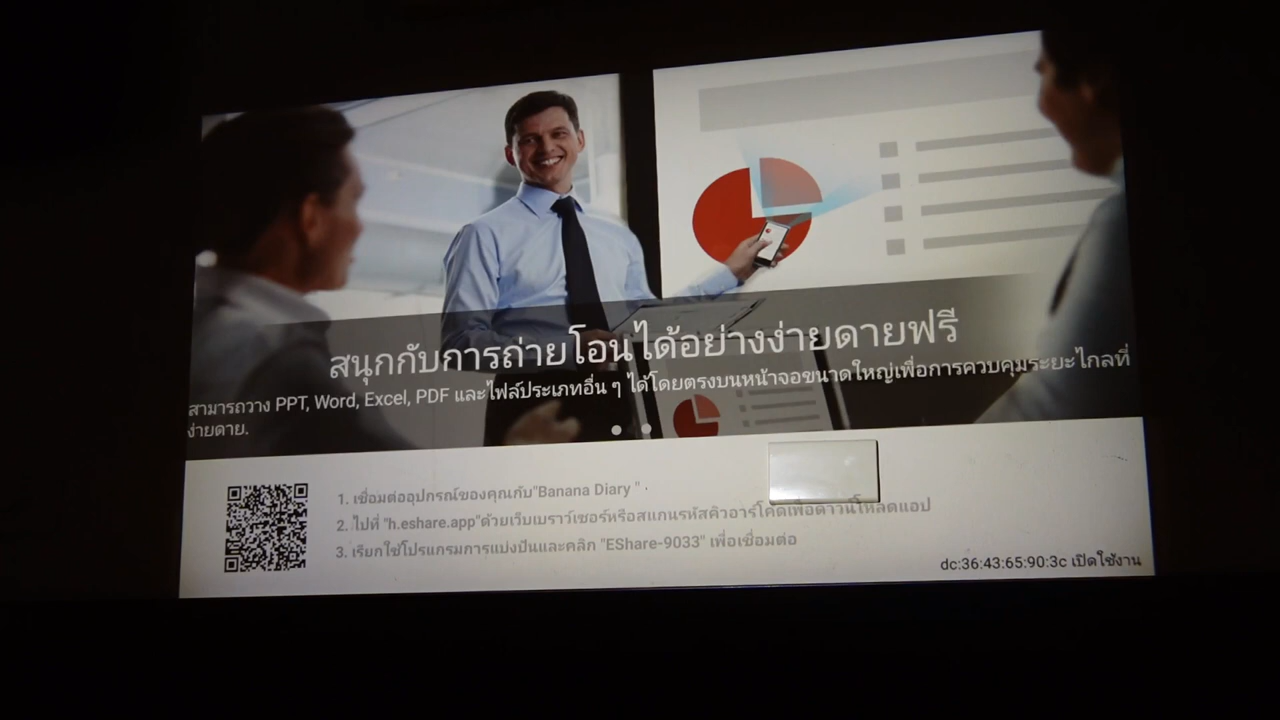 สนุกกับการถ่ายโอนได้อย่างง่ายดายฟรี
สามารถวาง PPT, Word, Excel, PDF และไฟล์ประเภทอื่น ๆ ได้โดยตรงบนหน้าจอขนาดใหญ่เพื่อการควบคุมระยะไกลที่
ง่ายดาย.
1. เชื่อมต่ออุปกรณ์ของคุณกับ"Banana Diary " .
2. ไปที่ "h.eshare.app"ด้วยเว็บเบราว์เซอร์หรือสแกนรหัสคิวอาร์โค้ดเพื่อดาวน์โหลดแอป
3. เรียกใช้โปรแกรมการแบ่งปันและคลิก "EShare-9033" เพื่อเชื่อมต่อ
dc:36:43:65:90:3c เปิดใช้งาน